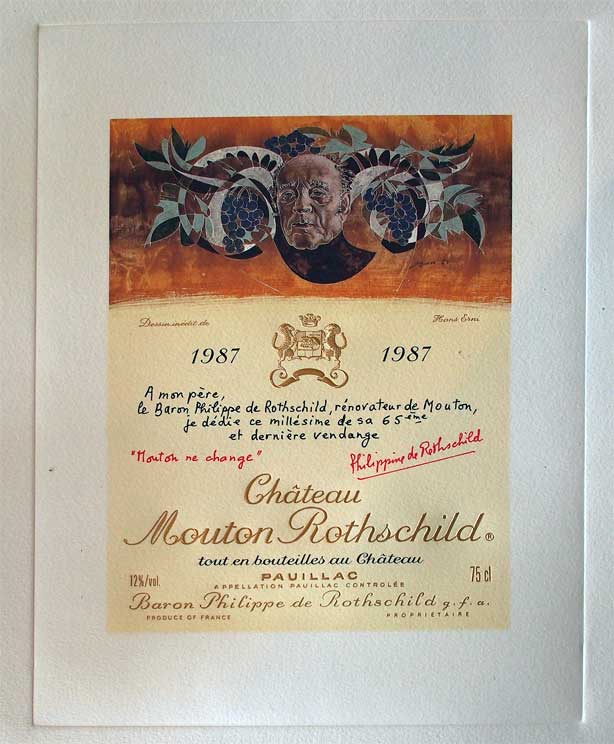 Dessin inédit de Hans Erni
1987 1987
A mon père,
le Baron Philippe de Rothschild, rénovateur de Mouton,
je dédie ce millésime de sa 65ème
et dernière vendange
"Mouton ne change" Philippine de Rothschild
Château
Mouton Rothschild ®
tout en bouteilles au Château
12%/vol. PAUILLAC 75 cl
APPELLATION PAUILLAC CONTROLÉE
Baron Philippe de Rothschild g.f.a.
PRODUCE OF FRANCE PROPRIÉTAIRE